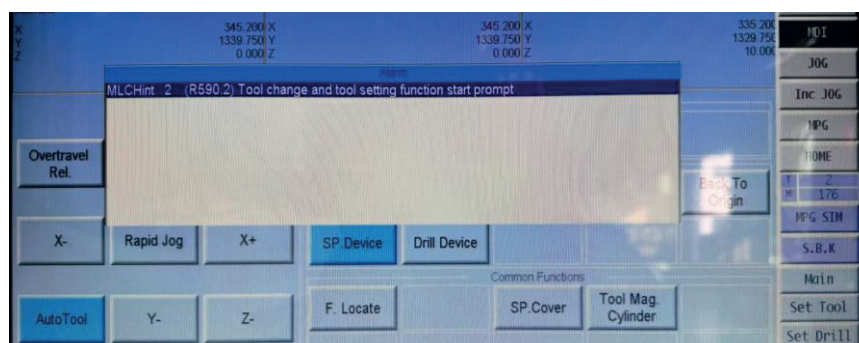 X 345.200 X 345.200 X 335.200 MDI
Y 1339.750 Y 1339.750 Y 1329.750
Z 0.000 Z 0.000 Z 10.000
JOG
Alarm
MLCHint 2 (R590.2) Tool change and tool setting function start prompt
Inc JOG
MPG
Overtravel
Rel.
HOME
T 2
M 176
Back To
Origin
MPG SIM
X- Rapid Jog X+ SP.Device Drill Device S.B.K
Common Functions Main
AutoTool Y- Z- F. Locate SP.Cover Tool Mag.
Cylinder
Set Tool
Set Drill